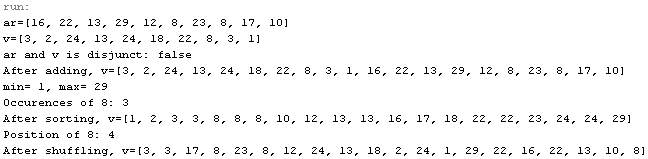 run:
ar=[16, 22, 13, 29, 12, 8, 23, 8, 17, 10]
v=[3, 2, 24, 13, 24, 18, 22, 8, 3, 1]
ar and v is disjunct: false
After adding, v=[3, 2, 24, 13, 24, 18, 22, 8, 3, 1, 16, 22, 13, 29, 12, 8, 23, 8, 17, 10]
min= 1, max= 29
Occurences of 8: 3
After sorting, v=[1, 2, 3, 3, 8, 8, 8, 10, 12, 13, 13, 16, 17, 18, 22, 22, 23, 24, 24, 29]
Position of 8: 4
After shuffling, v=[3, 3, 17, 8, 23, 8, 12, 24, 13, 18, 2, 24, 1, 29, 22, 16, 22, 13, 10, 8]